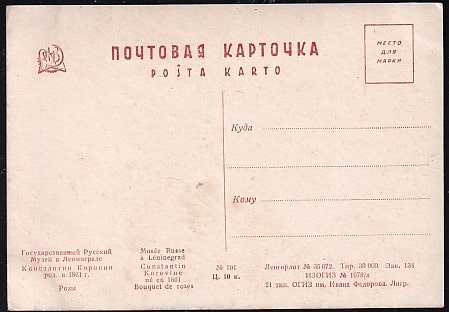 ПОЧТОВАЯ КАРТОЧКА
POŜTA KARTO
МЕСТО
ДЛЯ
МАРКИ
Куда
Кому
Государственный Русский
Музей в Ленинграде
Константин Коровин
род. в 1861 г.
Розы
Musée Russe
à Léningrad
Constantin
Korovine
né en 1861
Bouquet de roses
№ 101
Ц. 10 к.
Ленгорлит № 35072. Тир. 30 000. Зак. 134
ИЗОГИЗ № 1978/л
21 тип. ОГИЗ им. Ивана Федорова. Лнгр.